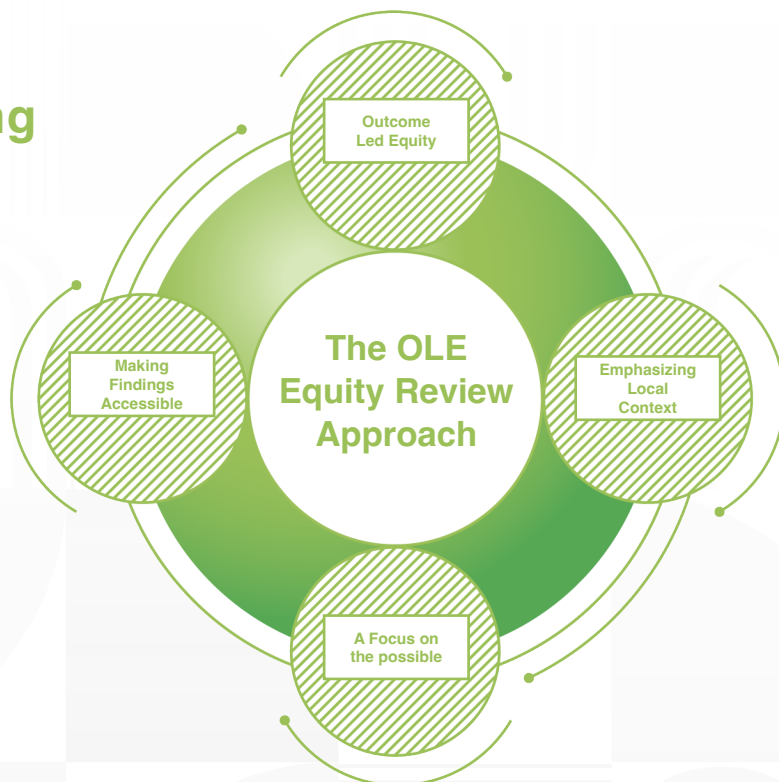 ng
Outcome
Led Equity
Making
Findings
Accessible
The OLE
Equity Review
Approach
Emphasizing
Local
Context
A Focus on
the possible